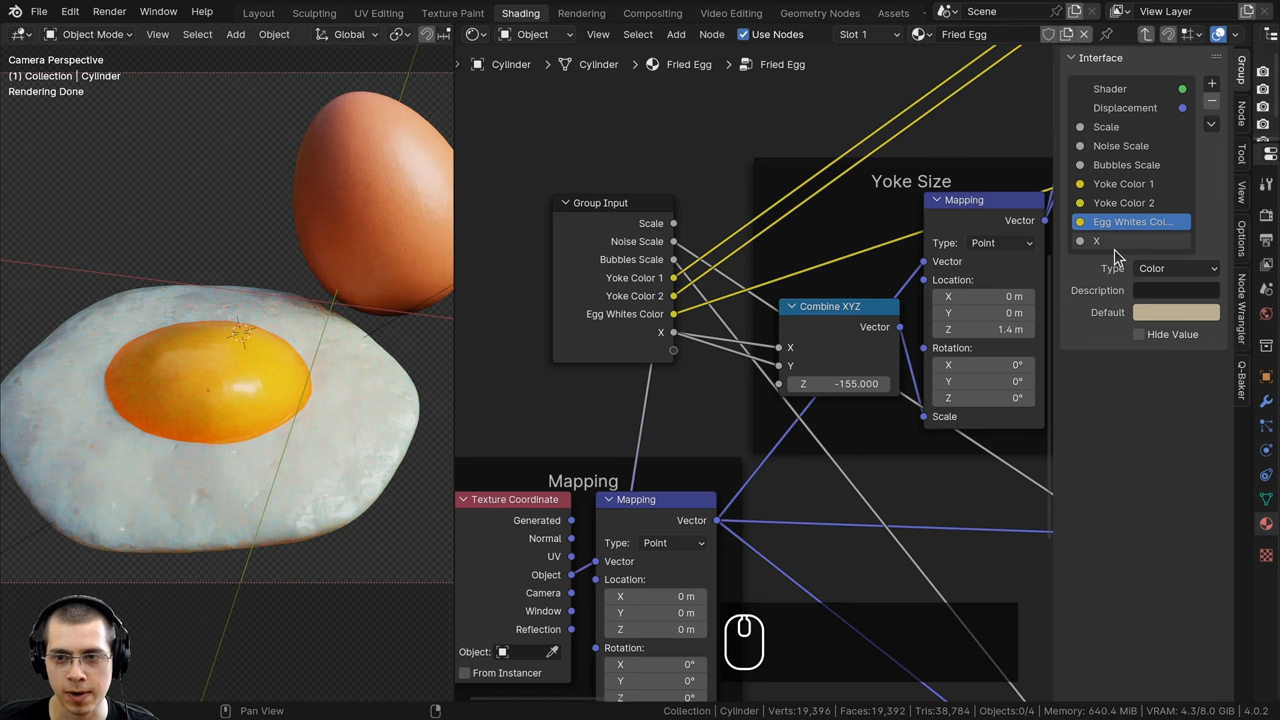 File Edit Render Window Help Layout Sculpting UV Editing Texture Paint Shading Rendering Compositing Video Editing Geometry Nodes Assets Scene View Layer
Object Mode View Select Add Object Global Object View Select Add Node Use Nodes Slot 1 Fried Egg
Camera Perspective
(1) Collection | Cylinder
Rendering Done
Cylinder Cylinder Fried Egg Fried Egg
Interface
Shader
Displacement
Scale
Noise Scale
Bubbles Scale
Yoke Color 1
Yoke Color 2
Egg Whites Col...
X
Type Color
Description
Default
Hide Value
Group
Node
Tool
View
Options
Node Wrangler
Q-Baker
Group Input
Scale
Noise Scale
Bubbles Scale
Yoke Color 1
Yoke Color 2
Egg Whites Color
X
Yoke Size
Combine XYZ
Vector
X
Y
Z -155.000
Mapping
Vector
Type: Point
Vector
Location:
X 0 m
Y 0 m
Z 1.4 m
Rotation:
X 0°
Y 0°
Z 0°
Scale
Mapping
Texture Coordinate
Generated
Normal
UV
Object
Camera
Window
Reflection
Object:
From Instancer
Mapping
Vector
Type: Point
Vector
Location:
X 0 m
Y 0 m
Z 0 m
Rotation:
X 0°
Y 0°
Z 0°
Pan View
Collection | Cylinder | Verts:19,396 | Faces:19,392 | Tris:38,784 | Objects:0/4 | Memory: 640.4 MiB | VRAM: 4.3/8.0 GiB | 4.0.2